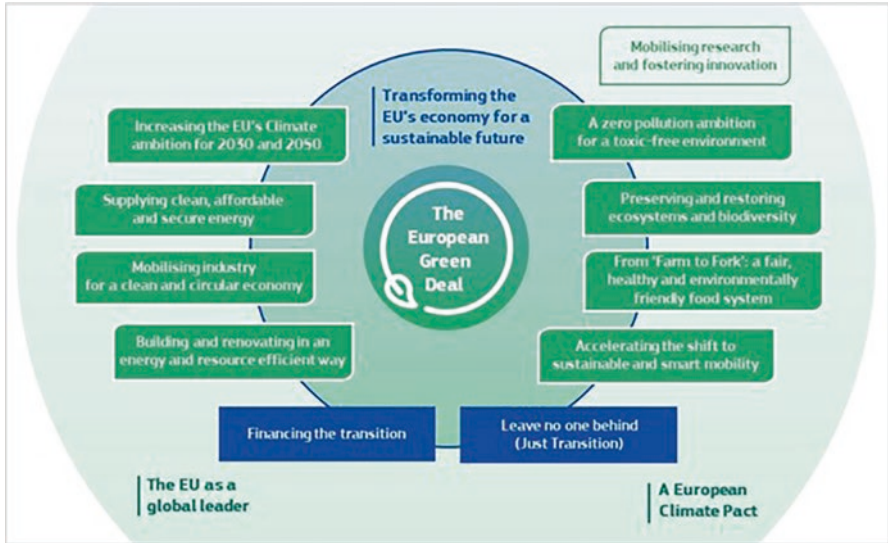 Mobilising research
and fostering innovation
Transforming the
EU's economy for a
sustainable future
Increasing the EU's Climate
ambition for 2030 and 2050
A zero pollution ambition
for a toxic-free environment
Supplying clean, affordable
and secure energy
Preserving and restoring
ecosystems and biodiversity
The
European
Green
Deal
Mobilising industry
for a clean and circular economy
From 'Farm to Fork': a fair,
healthy and environmentally
friendly food system
Building and renovating in an
energy and resource efficient way
Accelerating the shift to
sustainable and smart mobility
Financing the transition
Leave no one behind
(Just Transition)
The EU as a
global leader
A European
Climate Pact